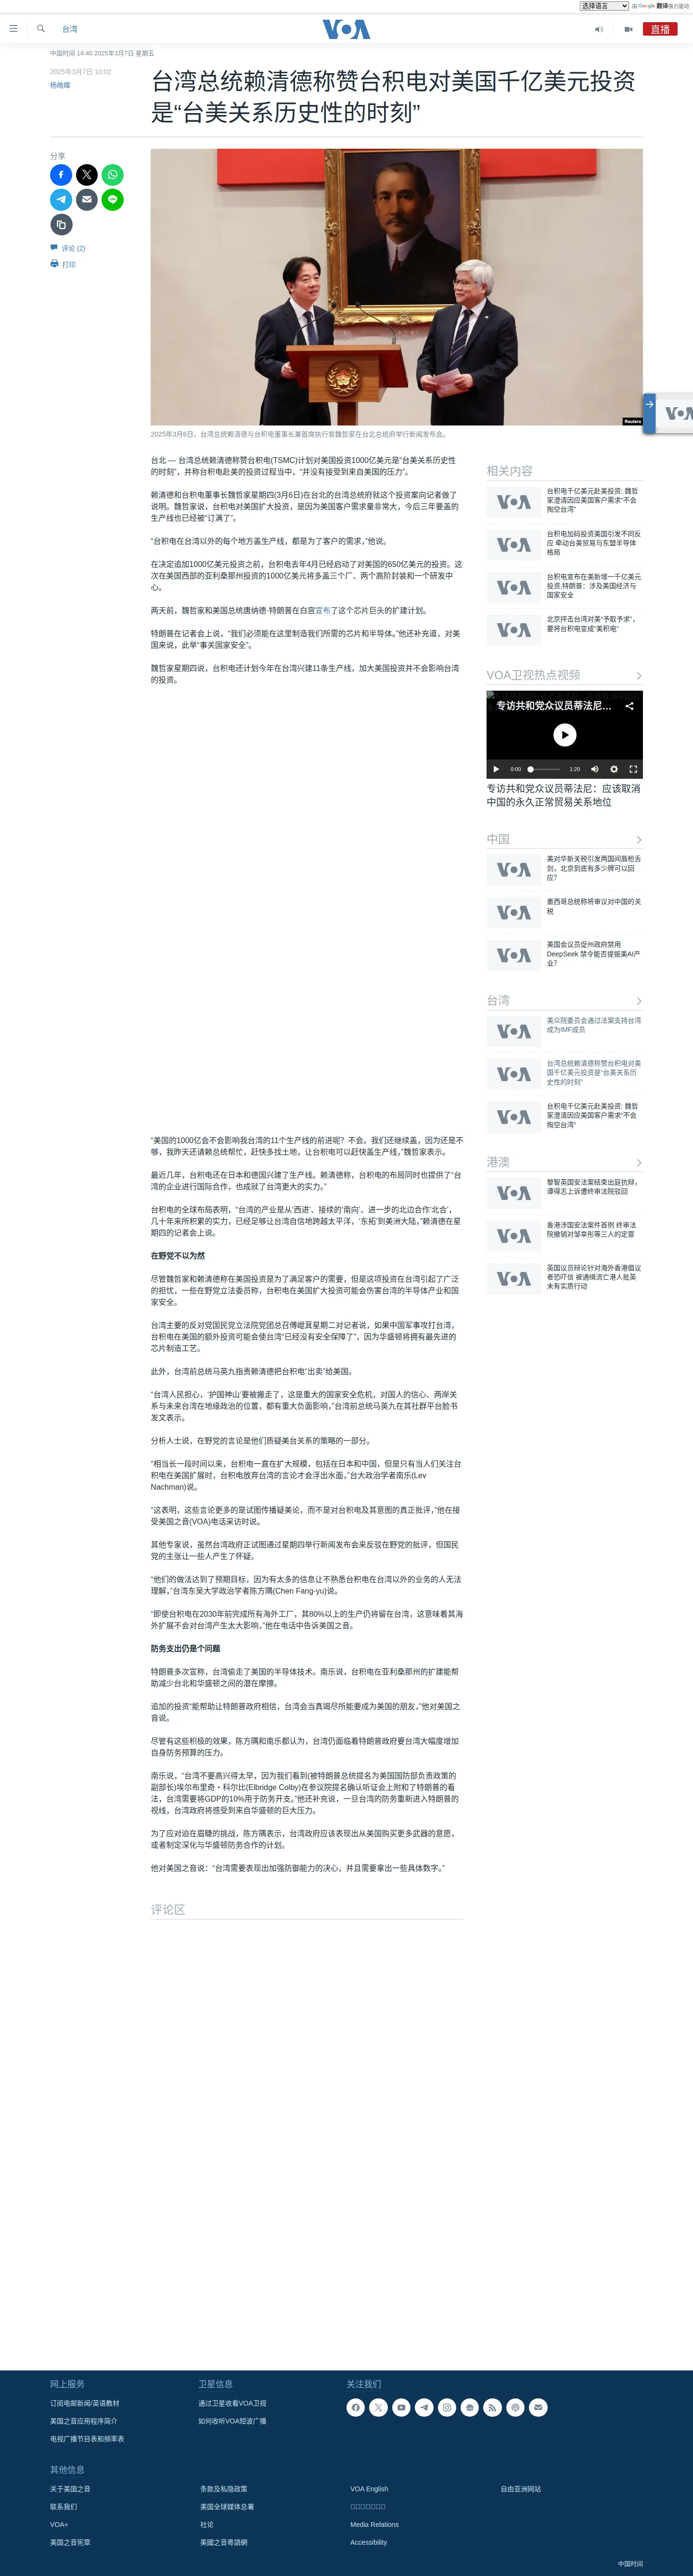 选择语言 由 Google 翻译强力驱动
台湾
VOA
直播
中国时间 14:40 2025年3月7日 星期五
2025年3月7日 10:02
杨晧暐
台湾总统赖清德称赞台积电对美国千亿美元投资
是“台美关系历史性的时刻”
分享
评论 (2)
打印
Reuters
2025年3月6日，台湾总统赖清德与台积电董事长兼首席执行官魏哲家在台北总统府举行新闻发布会。
台北 — 台湾总统赖清德称赞台积电(TSMC)计划对美国投资1000亿美元是“台美关系历史性
的时刻”，并称台积电赴美的投资过程当中，“并没有接受到来自美国的压力”。
赖清德和台积电董事长魏哲家星期四(3月6日)在台北的台湾总统府就这个投资案向记者做了
说明。魏哲家说，台积电对美国扩大投资，是因为美国客户需求量非常大，今后三年要盖的
生产线也已经被“订满了”。
“台积电在台湾以外的每个地方盖生产线，都是为了客户的需求，”他说。
在决定追加1000亿美元投资之前，台积电去年4月已经启动了对美国的650亿美元的投资。这
次在美国西部的亚利桑那州投资的1000亿美元将多盖三个厂、两个高阶封装和一个研发中
心。
两天前，魏哲家和美国总统唐纳德·特朗普在白宫宣布了这个芯片巨头的扩建计划。
特朗普在记者会上说，“我们必须能在这里制造我们所需的芯片和半导体。”他还补充道，对美
国来说，此举“事关国家安全”。
魏哲家星期四说，台积电还计划今年在台湾兴建11条生产线，加大美国投资并不会影响台湾
的投资。
“美国的1000亿会不会影响我台湾的11个生产线的前进呢？不会。我们还继续盖，因为还是不
够，我昨天还请赖总统帮忙，赶快多找土地，让台积电可以赶快盖生产线，”魏哲家表示。
最近几年，台积电还在日本和德国兴建了生产线。赖清德称，台积电的布局同时也提供了“台
湾的企业进行国际合作，也成就了台湾更大的实力。”
台积电的全球布局表明，“台湾的产业是从‘西进’、接续的‘南向’、进一步的北边合作‘北合’，
几十年来所积累的实力，已经足够让台湾自信地跨越太平洋，‘东拓’到美洲大陆，”赖清德在星
期四的记者会上说。
在野党不以为然
尽管魏哲家和赖清德称在美国投资是为了满足客户的需要，但是这项投资在台湾引起了广泛
的担忧，一些在野党立法委员称，台积电在美国扩大投资可能会伤害台湾的半导体产业和国
家安全。
台湾主要的反对党国民党立法院党团总召傅崐萁星期二对记者说，如果中国军事攻打台湾，
台积电在美国的额外投资可能会使台湾“已经没有安全保障了”，因为华盛顿将拥有最先进的
芯片制造工艺。
此外，台湾前总统马英九指责赖清德把台积电“出卖”给美国。
“台湾人民担心，‘护国神山’要被搬走了，这是重大的国家安全危机，对国人的信心、两岸关
系与未来台湾在地缘政治的位置，都有重大负面影响，”台湾前总统马英九在其社群平台脸书
发文表示。
分析人士说，在野党的言论是他们质疑美台关系的策略的一部分。
“相当长一段时间以来，台积电一直在扩大规模，包括在日本和中国，但是只有当人们关注台
积电在美国扩展时，台积电放弃台湾的言论才会浮出水面，”台大政治学者南乐(Lev
Nachman)说。
“这表明，这些言论更多的是试图传播疑美论，而不是对台积电及其意图的真正批评，”他在接
受美国之音(VOA)电话采访时说。
其他专家说，虽然台湾政府正试图通过星期四举行新闻发布会来反驳在野党的批评，但国民
党的主张让一些人产生了怀疑。
“他们的做法达到了预期目标，因为有太多的信息让不熟悉台积电在台湾以外的业务的人无法
理解，”台湾东吴大学政治学者陈方隅(Chen Fang-yu)说。
“即使台积电在2030年前完成所有海外工厂，其80%以上的生产仍将留在台湾，这意味着其海
外扩展不会对台湾产生太大影响，”他在电话中告诉美国之音。
防务支出仍是个问题
特朗普多次宣称，台湾偷走了美国的半导体技术。南乐说，台积电在亚利桑那州的扩建能帮
助减少台北和华盛顿之间的潜在摩擦。
追加的投资“能帮助让特朗普政府相信，台湾会当真竭尽所能要成为美国的朋友，”他对美国之
音说。
尽管有这些积极的效果，陈方隅和南乐都认为，台湾仍面临着特朗普政府要台湾大幅度增加
自身防务预算的压力。
南乐说，“台湾不要高兴得太早，因为我们看到(被特朗普总统提名为美国国防部负责政策的
副部长)埃尔布里奇・科尔比(Elbridge Colby)在参议院提名确认听证会上附和了特朗普的看
法，台湾需要将GDP的10%用于防务开支。”他还补充说，一旦台湾的防务重新进入特朗普的
视线，台湾政府将感受到来自华盛顿的巨大压力。
为了应对迫在眉睫的挑战，陈方隅表示，台湾政府应该表现出从美国购买更多武器的意愿，
或者制定深化与华盛顿防务合作的计划。
他对美国之音说：“台湾需要表现出加强防御能力的决心，并且需要拿出一些具体数字。”
评论区
相关内容
台积电千亿美元赴美投资: 魏哲
家澄清因应美国客户需求“不会
掏空台湾”
台积电加码投资美国引发不同反
应 牵动台美贸易与东盟半导体
格局
台积电宣布在美新增一千亿美元
投资,特朗普：涉及美国经济与
国家安全
北京抨击台湾对美“予取予求”，
要将台积电变成“美积电”
VOA卫视热点视频
专访共和党众议员蒂法尼…
0:00
1:20
专访共和党众议员蒂法尼：应该取消
中国的永久正常贸易关系地位
中国
美对华新关税引发两国间唇枪舌
剑，北京到底有多少牌可以回
应？
墨西哥总统称将审议对中国的关
税
美国会议员促州政府禁用
DeepSeek 禁令能否提振美AI产
业？
台湾
美众院委员会通过法案支持台湾
成为IMF成员
台湾总统赖清德称赞台积电对美
国千亿美元投资是“台美关系历
史性的时刻”
台积电千亿美元赴美投资: 魏哲
家澄清因应美国客户需求“不会
掏空台湾”
港澳
黎智英国安法案结束出庭抗辩，
谭得志上诉遭终审法院驳回
香港涉国安法案件首例 终审法
院撤销对邹幸彤等三人的定罪
英国议员辩论针对海外香港倡议
者恐吓信 被通缉流亡港人批英
未有实质行动
网上服务
订阅电邮新闻/英语教材
美国之音应用程序简介
电视广播节目表和频率表
卫星信息
通过卫星收看VOA卫视
如何收听VOA短波广播
关注我们
其他信息
关于美国之音
条款及私隐政策
VOA English
自由亚洲网站
联系我们
美国全球媒体总署
VOA+
社论
Media Relations
美国之音宪章
美國之音粵語網
Accessibility
中国时间